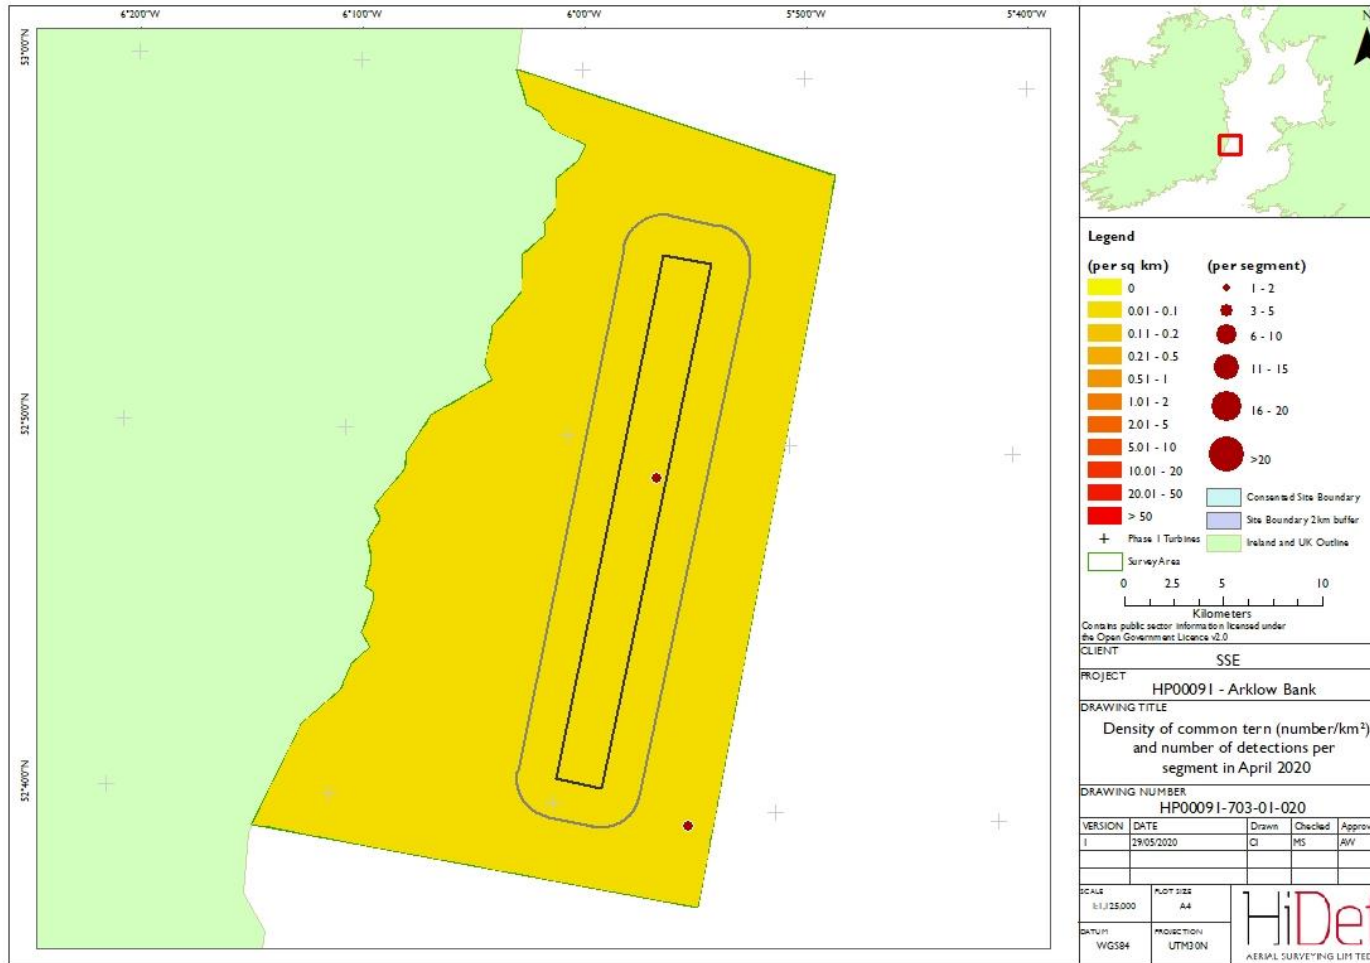 6°20'0"W 6°10'0"W 6°0'0"W 5°50'0"W 5°40'0"W
53°0'0"N
52°50'0"N
52°40'0"N
N
Legend
(per sq km) (per segment)
0 1 - 2
0.01 - 0.1 3 - 5
0.11 - 0.2 6 - 10
0.21 - 0.5
0.51 - 1 11 - 15
1.01 - 2 16 - 20
2.01 - 5
5.01 - 10 >20
10.01 - 20
20.01 - 50 Consented Site Boundary
> 50 Site Boundary 2km buffer
Phase 1 Turbines Ireland and UK Outline
Survey Area
0 2.5 5 10
Kilometers
Contains public sector information licensed under
the Open Government Licence v2.0
CLIENT
SSE
PROJECT
HP00091 - Arklow Bank
DRAWING TITLE
Density of common tern (number/km²)
and number of detections per
segment in April 2020
DRAWING NUMBER
HP00091-703-01-020
VERSION DATE Drawn Checked Approv
1 29/05/2020 CI MS AW
SCALE PLOT SIZE
A4
DATUM PROJECTION
WGS84 UTM30N
HiDef
AERIAL SURVEYING LIMITED